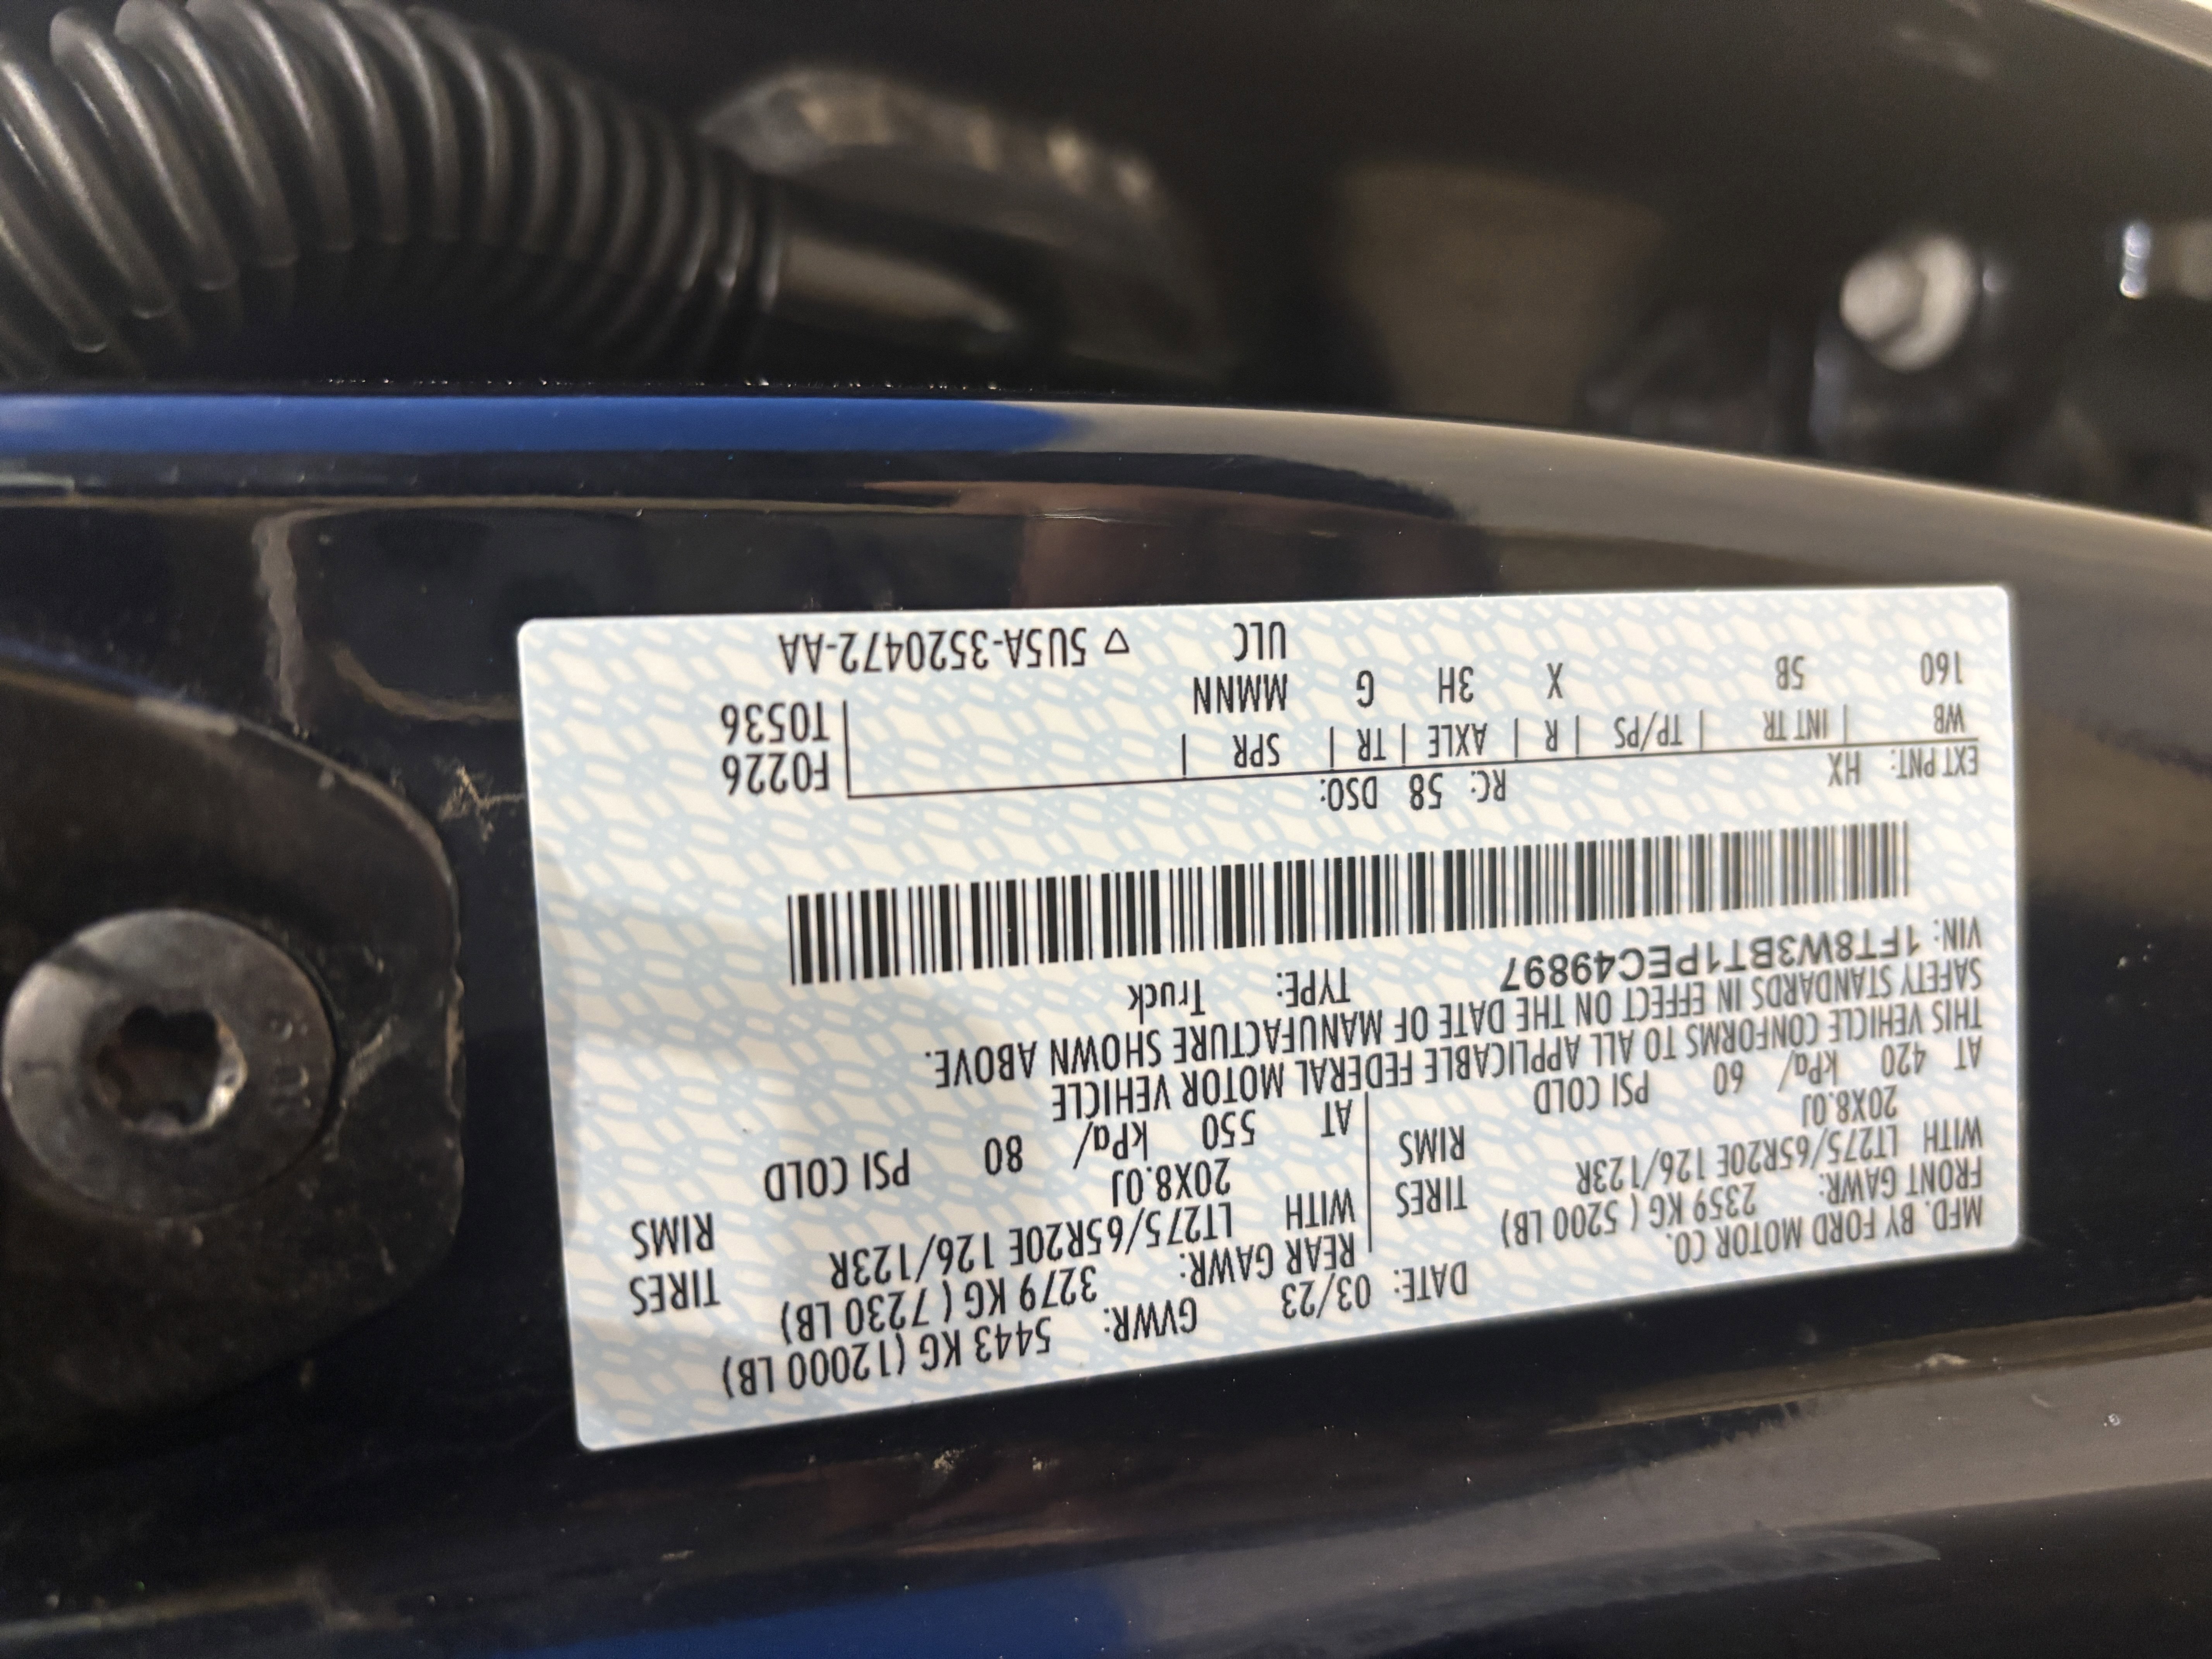 MFD. BY FORD MOTOR CO.
DATE: 03/23 GVWR: 5443 KG (12000 LB)
FRONT GAWR: 2359 KG ( 5200 LB) REAR GAWR: 3279 KG ( 7230 LB)
WITH LT275/65R20E 126/123R TIRES WITH LT275/65R20E 126/123R TIRES
20X8.0J RIMS 20X8.0J RIMS
AT 420 kPa/ 60 PSI COLD AT 550 kPa/ 80 PSI COLD
THIS VEHICLE CONFORMS TO ALL APPLICABLE FEDERAL MOTOR VEHICLE
SAFETY STANDARDS IN EFFECT ON THE DATE OF MANUFACTURE SHOWN ABOVE.
VIN: 1FT8W3BT1PEC49897 TYPE: Truck
EXT PNT: HX RC: 58 DSO: F0226
WB | INT TR | TP/PS | R | AXLE | TR | SPR | T0536
160 5B X 3H G MMNN
ULC ▽ 5U5A-3520472-AA